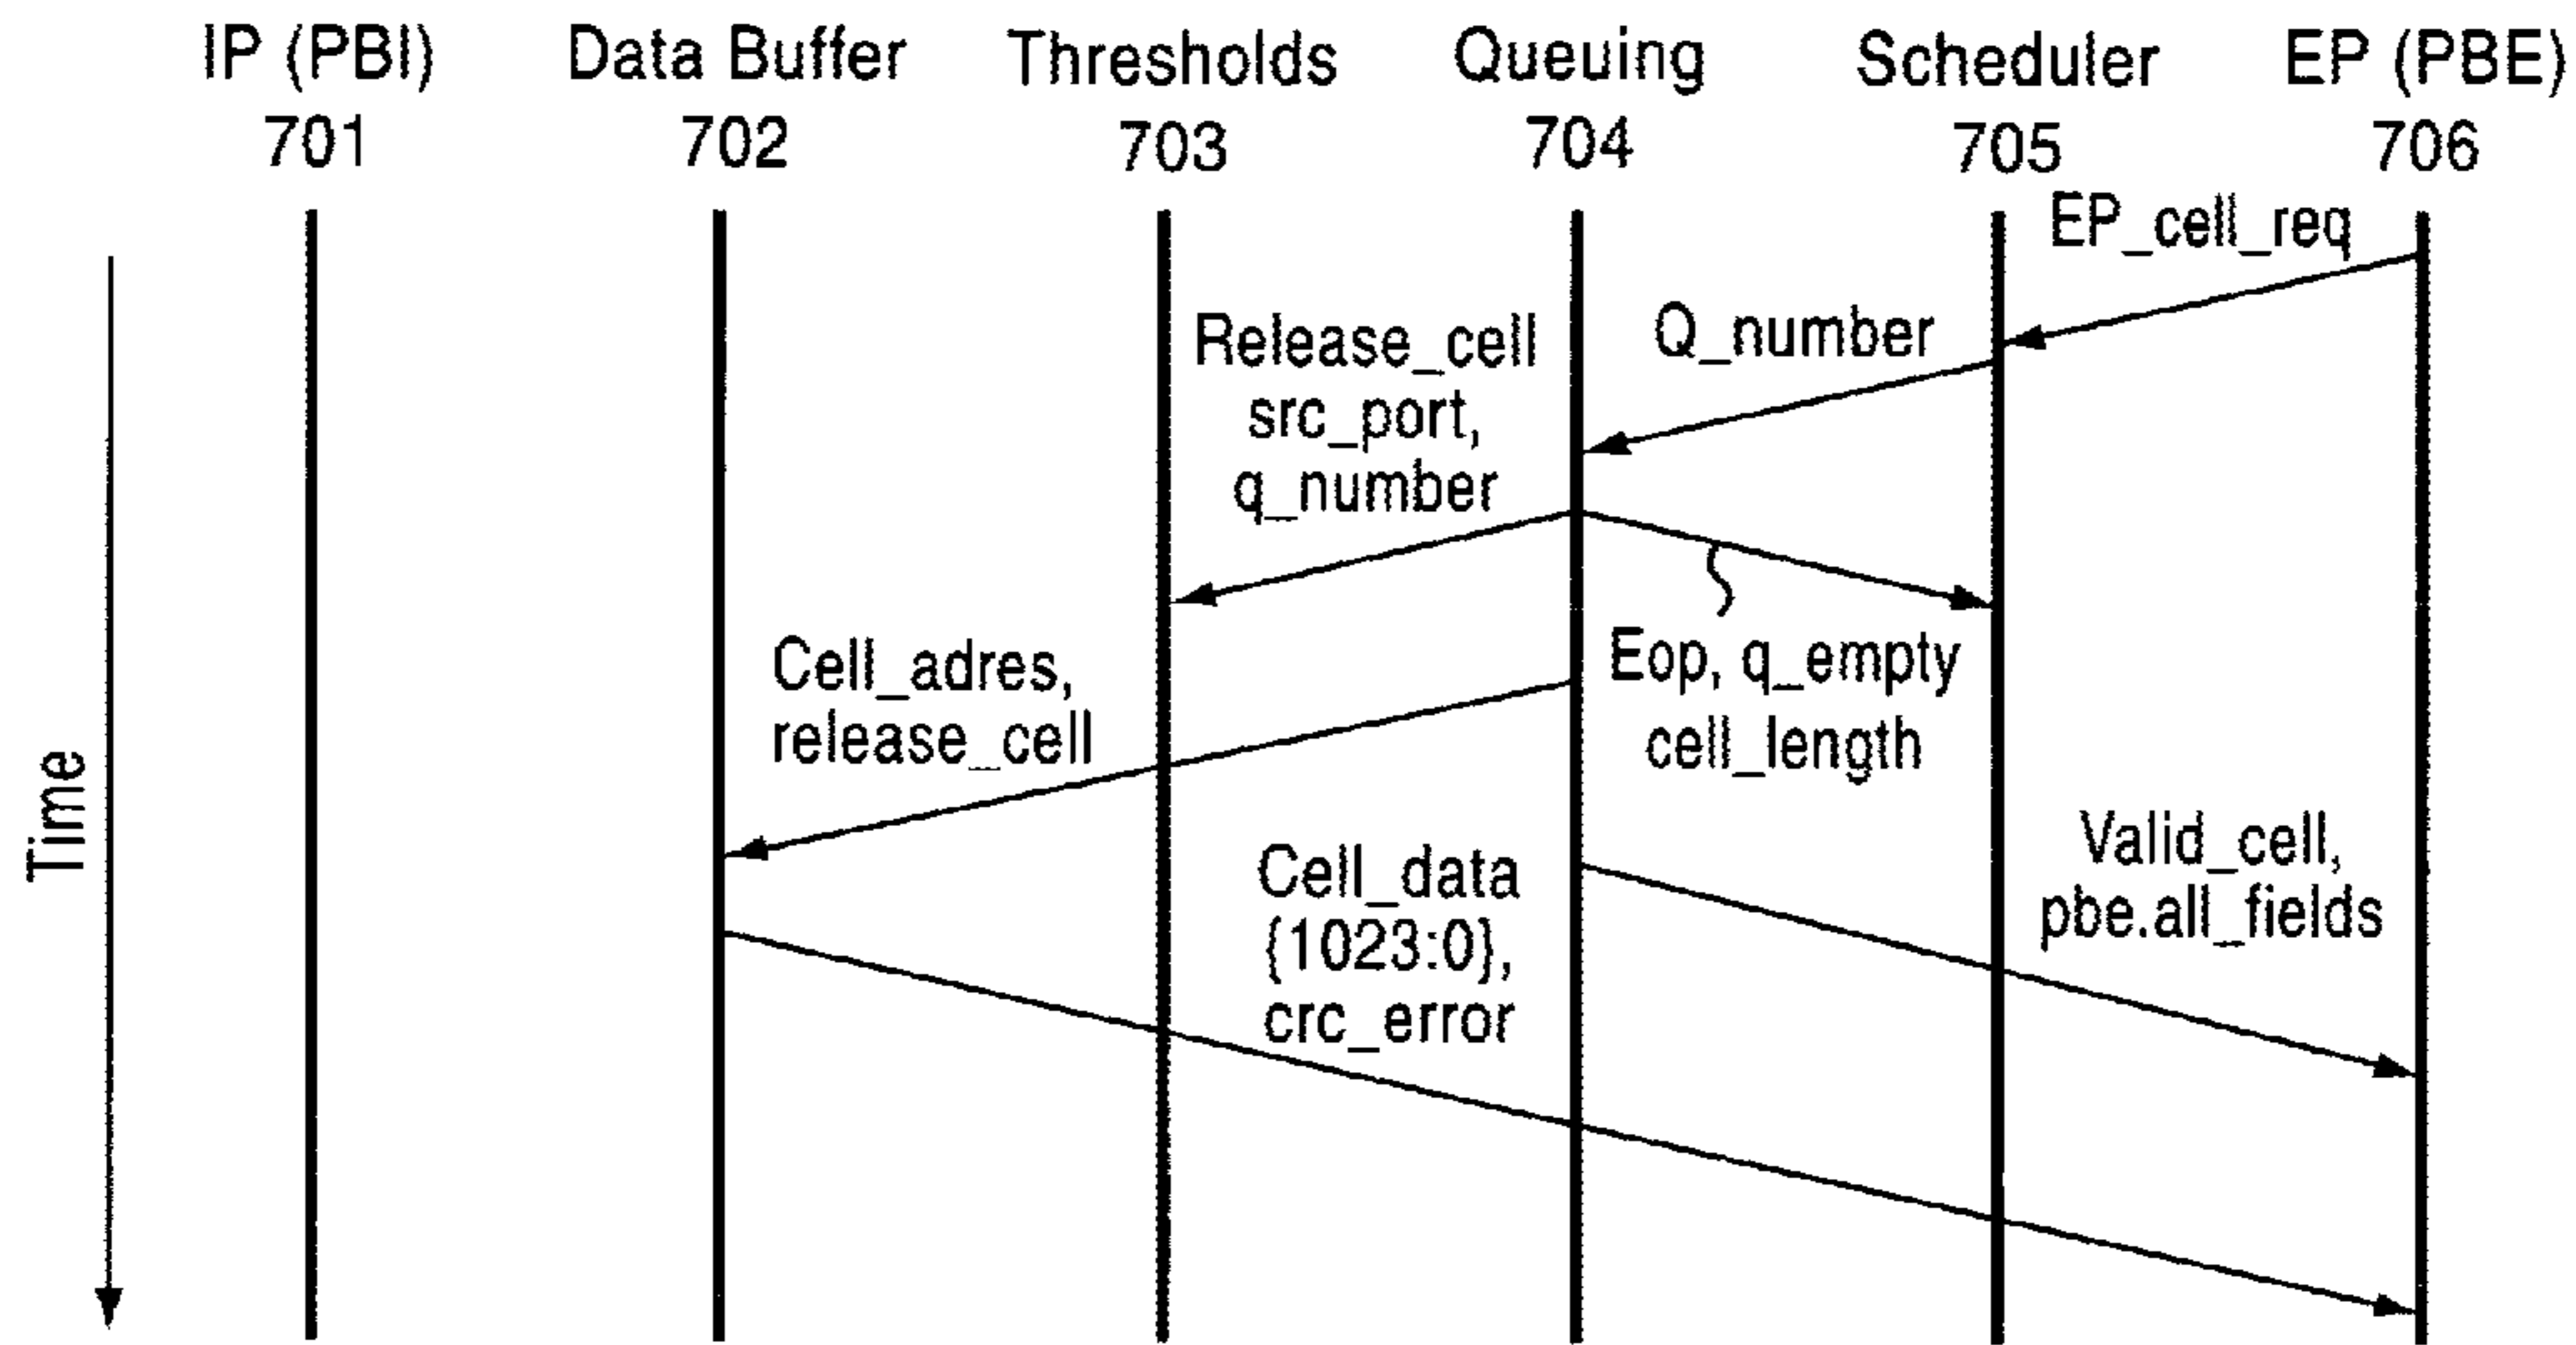 IP (PBI)
701
Data Buffer
702
Thresholds
703
Queuing
704
Scheduler
705
EP (PBE)
706
EP_cell_req
Q_number
Release_cell
src_port,
q_number
Eop, q_empty
cell_length
Cell_adres,
release_cell
Valid_cell,
pbe.all_fields
Cell_data
{1023:0},
crc_error
Time